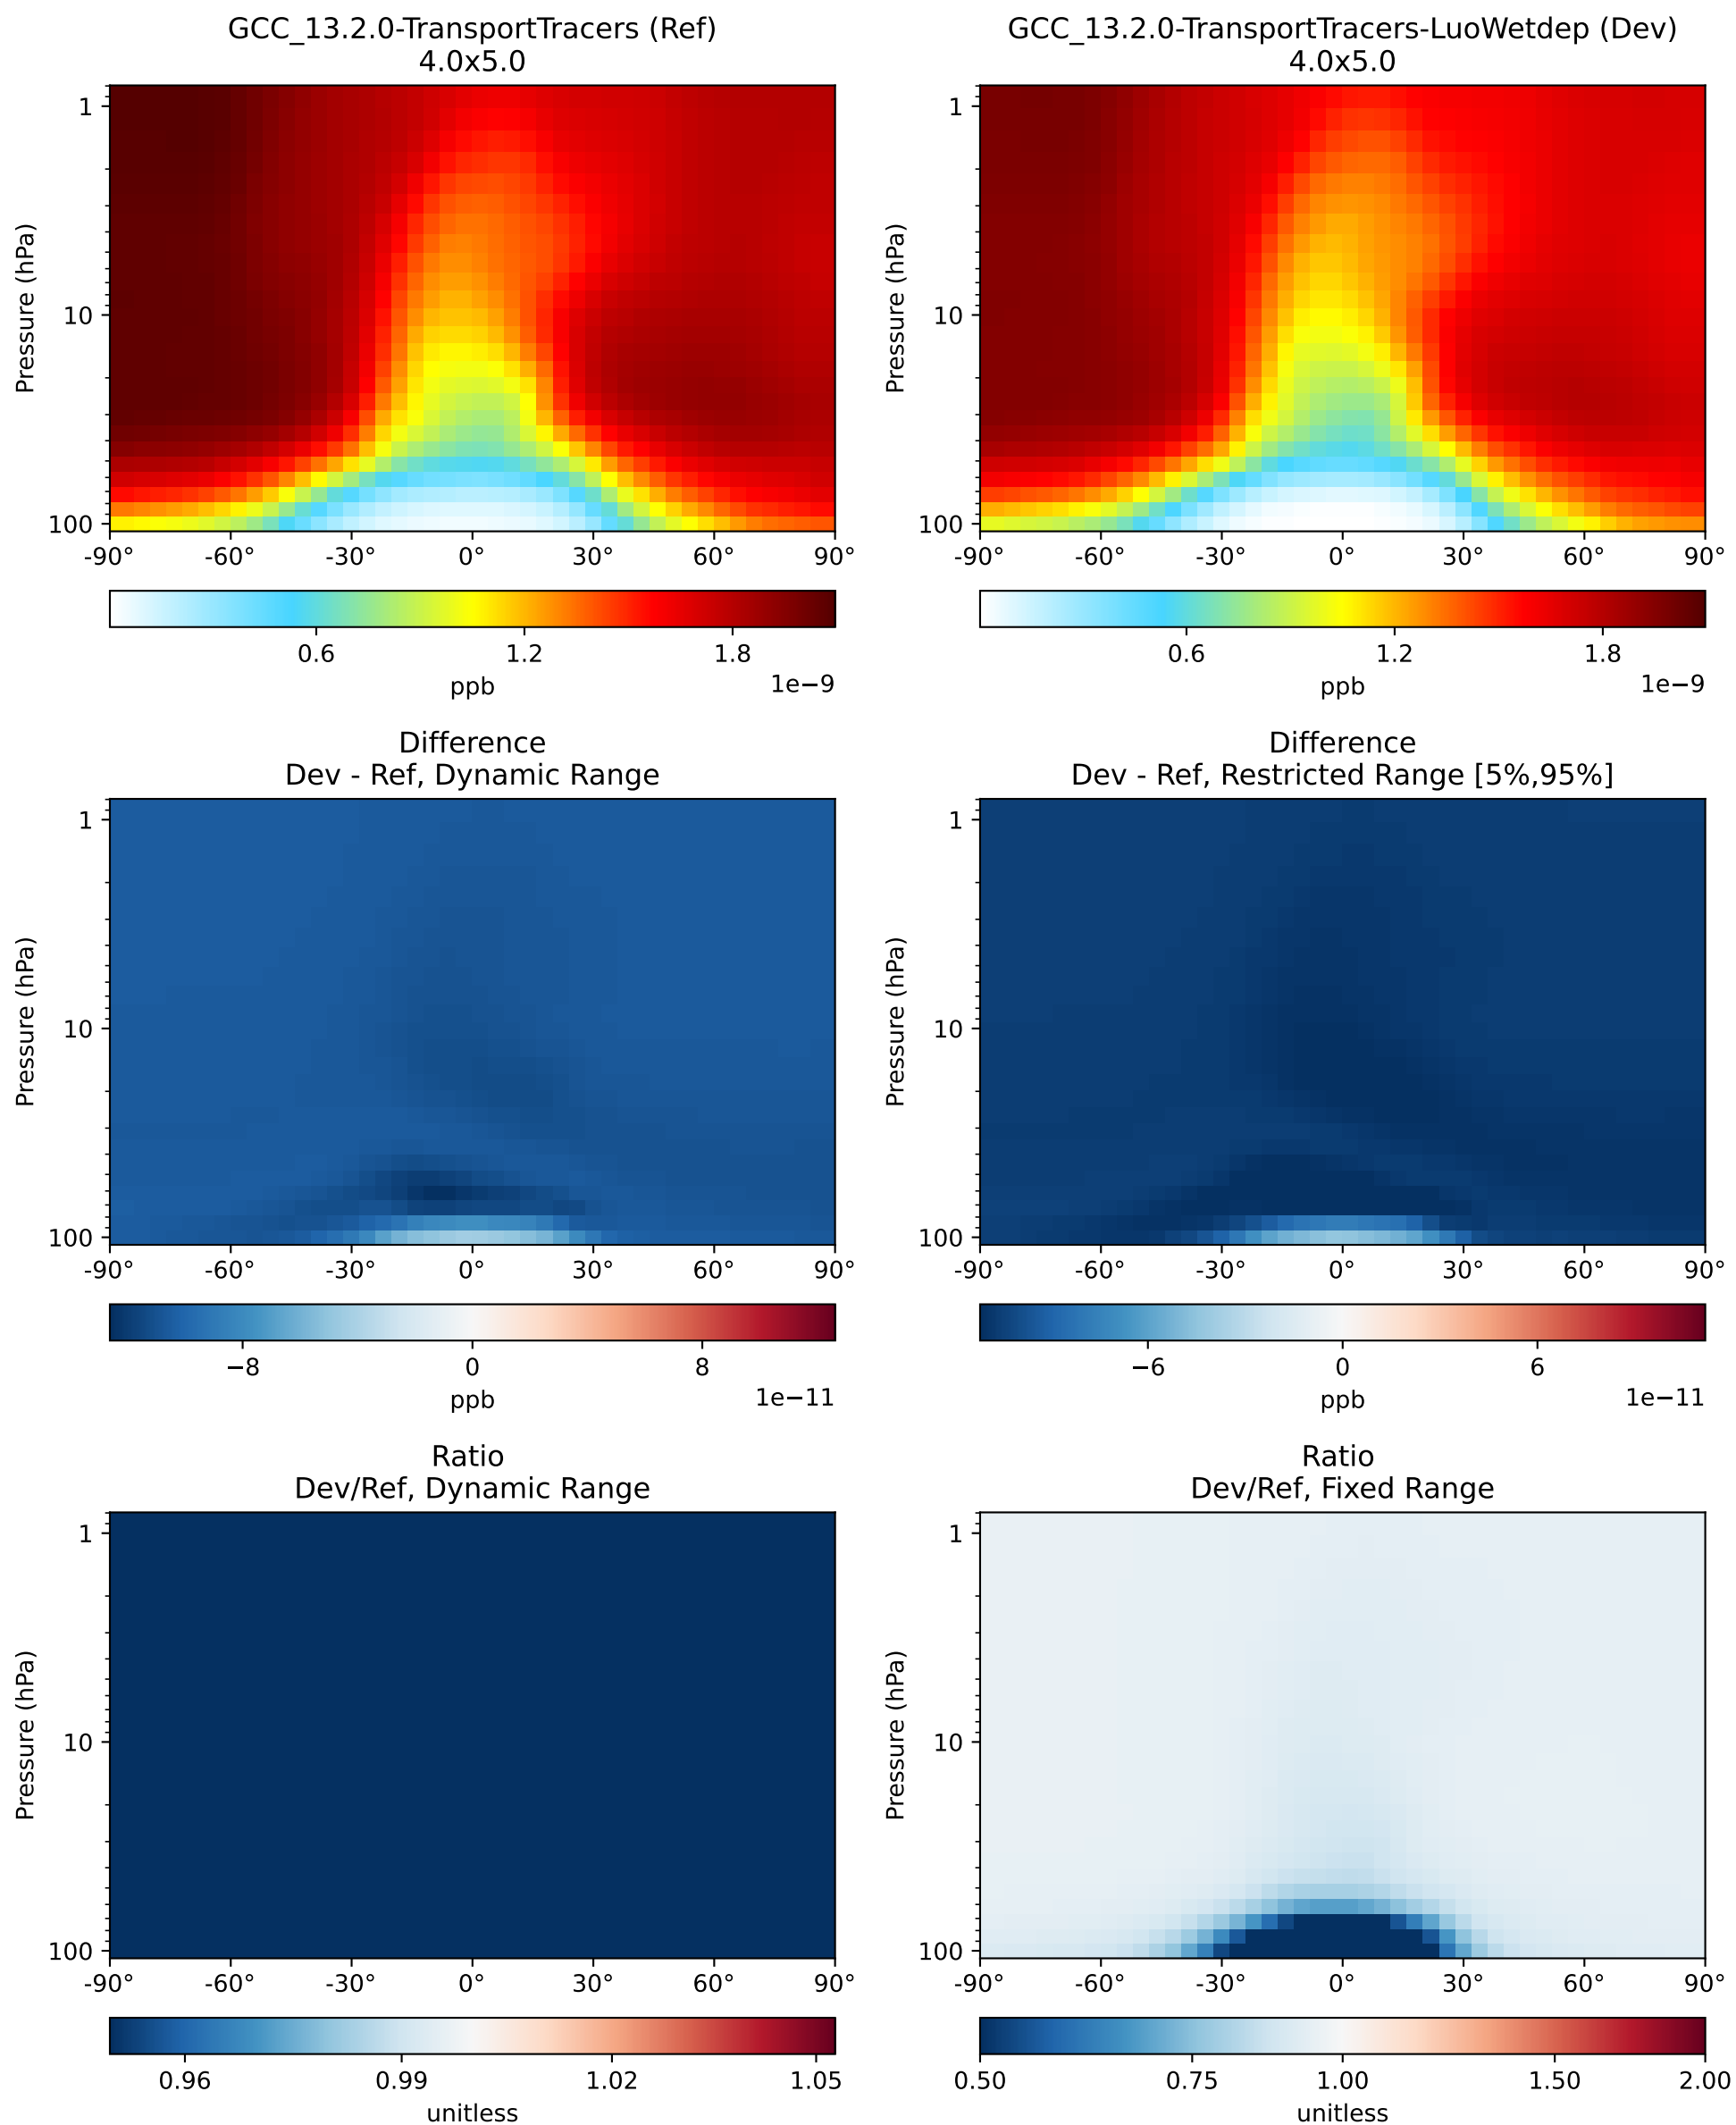 GCC_13.2.0-TransportTracers (Ref)
4.0x5.0
Pressure (hPa)
1
10
100
-90° -60° -30° 0° 30° 60° 90°
0.6 1.2 1.8
ppb
1e−9
GCC_13.2.0-TransportTracers-LuoWetdep (Dev)
4.0x5.0
Pressure (hPa)
1
10
100
-90° -60° -30° 0° 30° 60° 90°
0.6 1.2 1.8
ppb
1e−9
Difference
Dev - Ref, Dynamic Range
Pressure (hPa)
1
10
100
-90° -60° -30° 0° 30° 60° 90°
−8 0 8
ppb
1e−11
Difference
Dev - Ref, Restricted Range [5%,95%]
Pressure (hPa)
1
10
100
-90° -60° -30° 0° 30° 60° 90°
−6 0 6
ppb
1e−11
Ratio
Dev/Ref, Dynamic Range
Pressure (hPa)
1
10
100
-90° -60° -30° 0° 30° 60° 90°
0.96 0.99 1.02 1.05
unitless
Ratio
Dev/Ref, Fixed Range
Pressure (hPa)
1
10
100
-90° -60° -30° 0° 30° 60° 90°
0.50 0.75 1.00 1.50 2.00
unitless